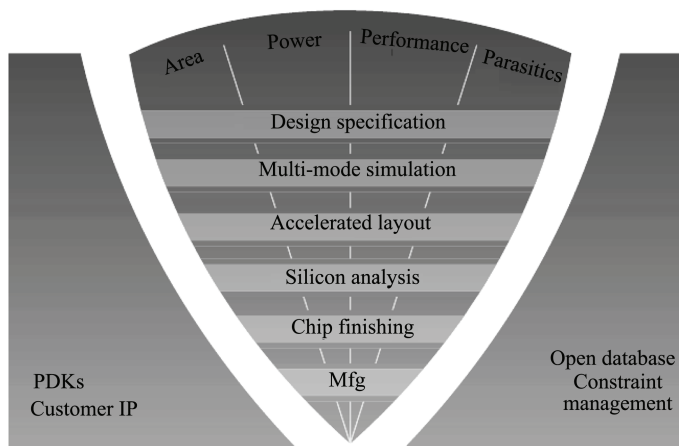 Area
Power
Performance
Parasitics
Design specification
Multi-mode simulation
Accelerated layout
Silicon analysis
Chip finishing
Mfg
PDKs
Customer IP
Open database
Constraint
management